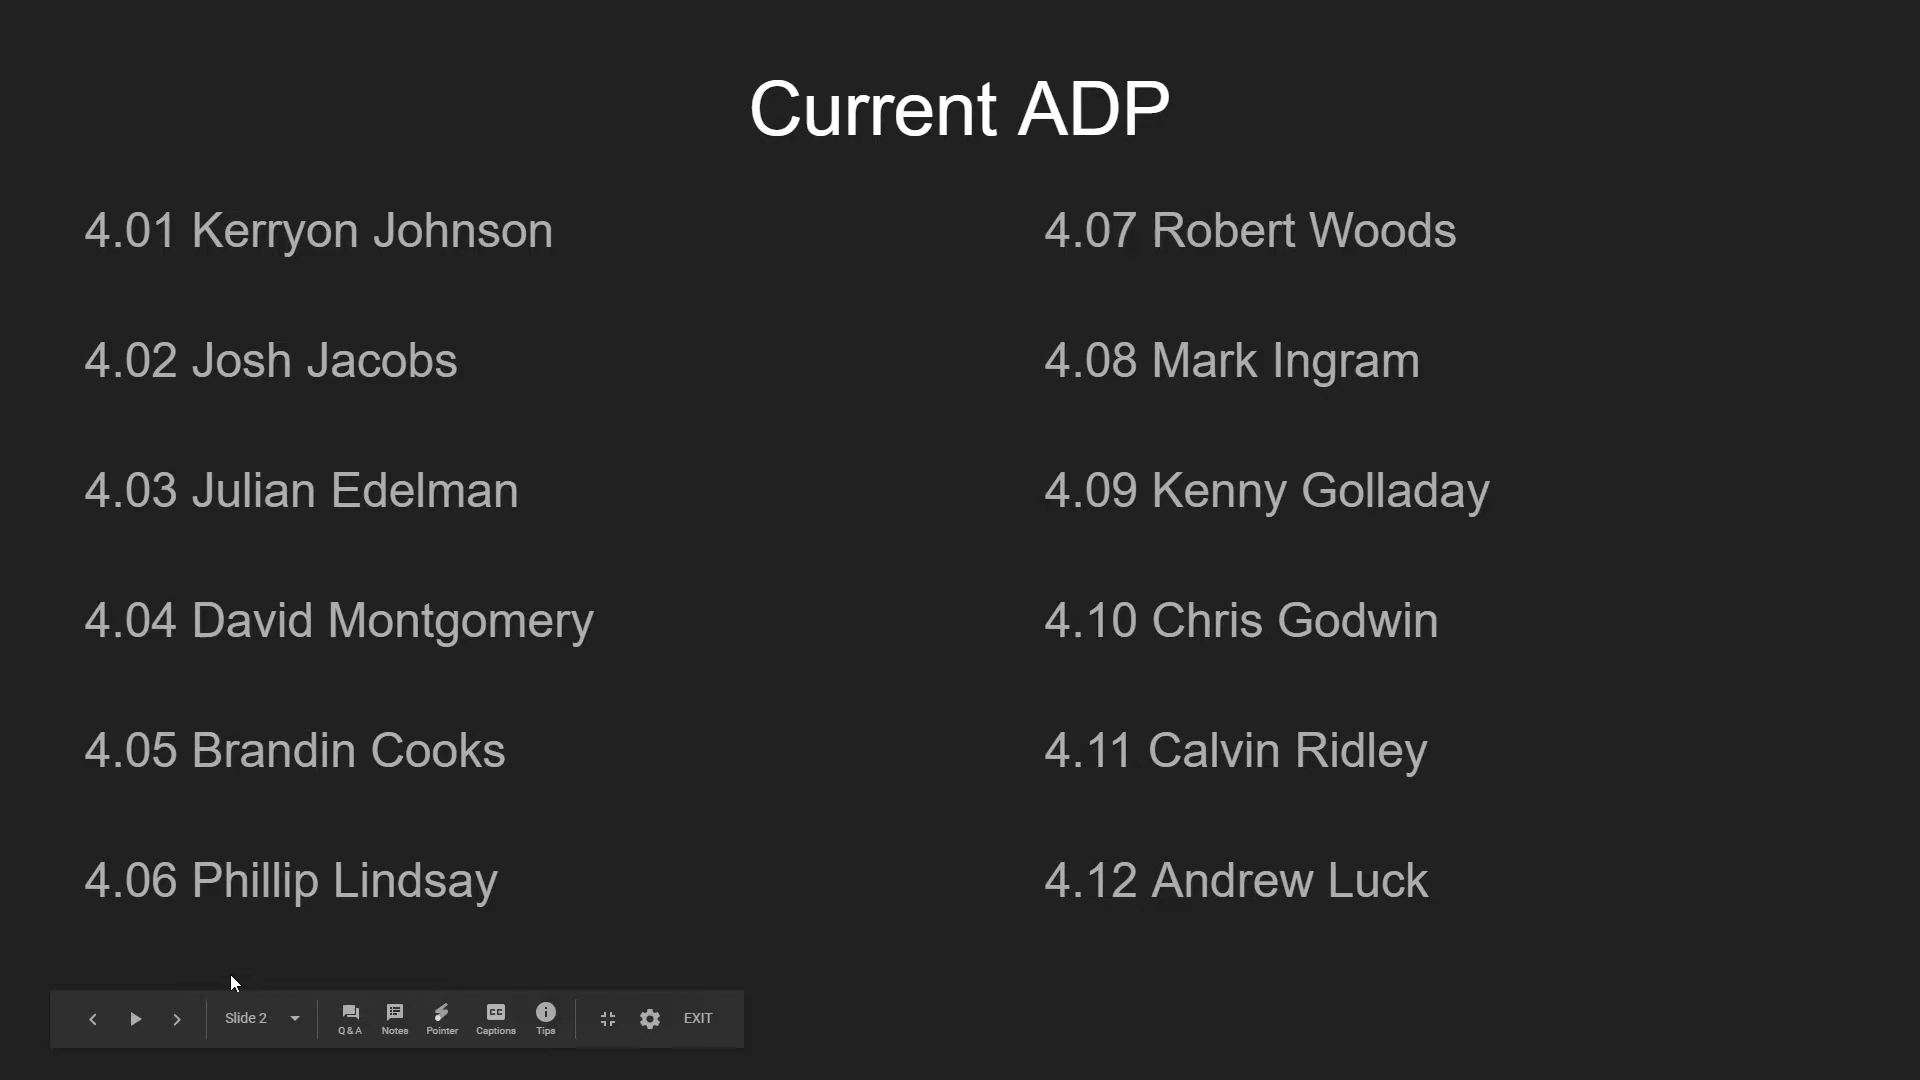 Current ADP
4.01 Kerryon Johnson
4.02 Josh Jacobs
4.03 Julian Edelman
4.04 David Montgomery
4.05 Brandin Cooks
4.06 Phillip Lindsay
4.07 Robert Woods
4.08 Mark Ingram
4.09 Kenny Golladay
4.10 Chris Godwin
4.11 Calvin Ridley
4.12 Andrew Luck
Slide 2
Q & A
Notes
Pointer
CC
Captions
Tips
EXIT